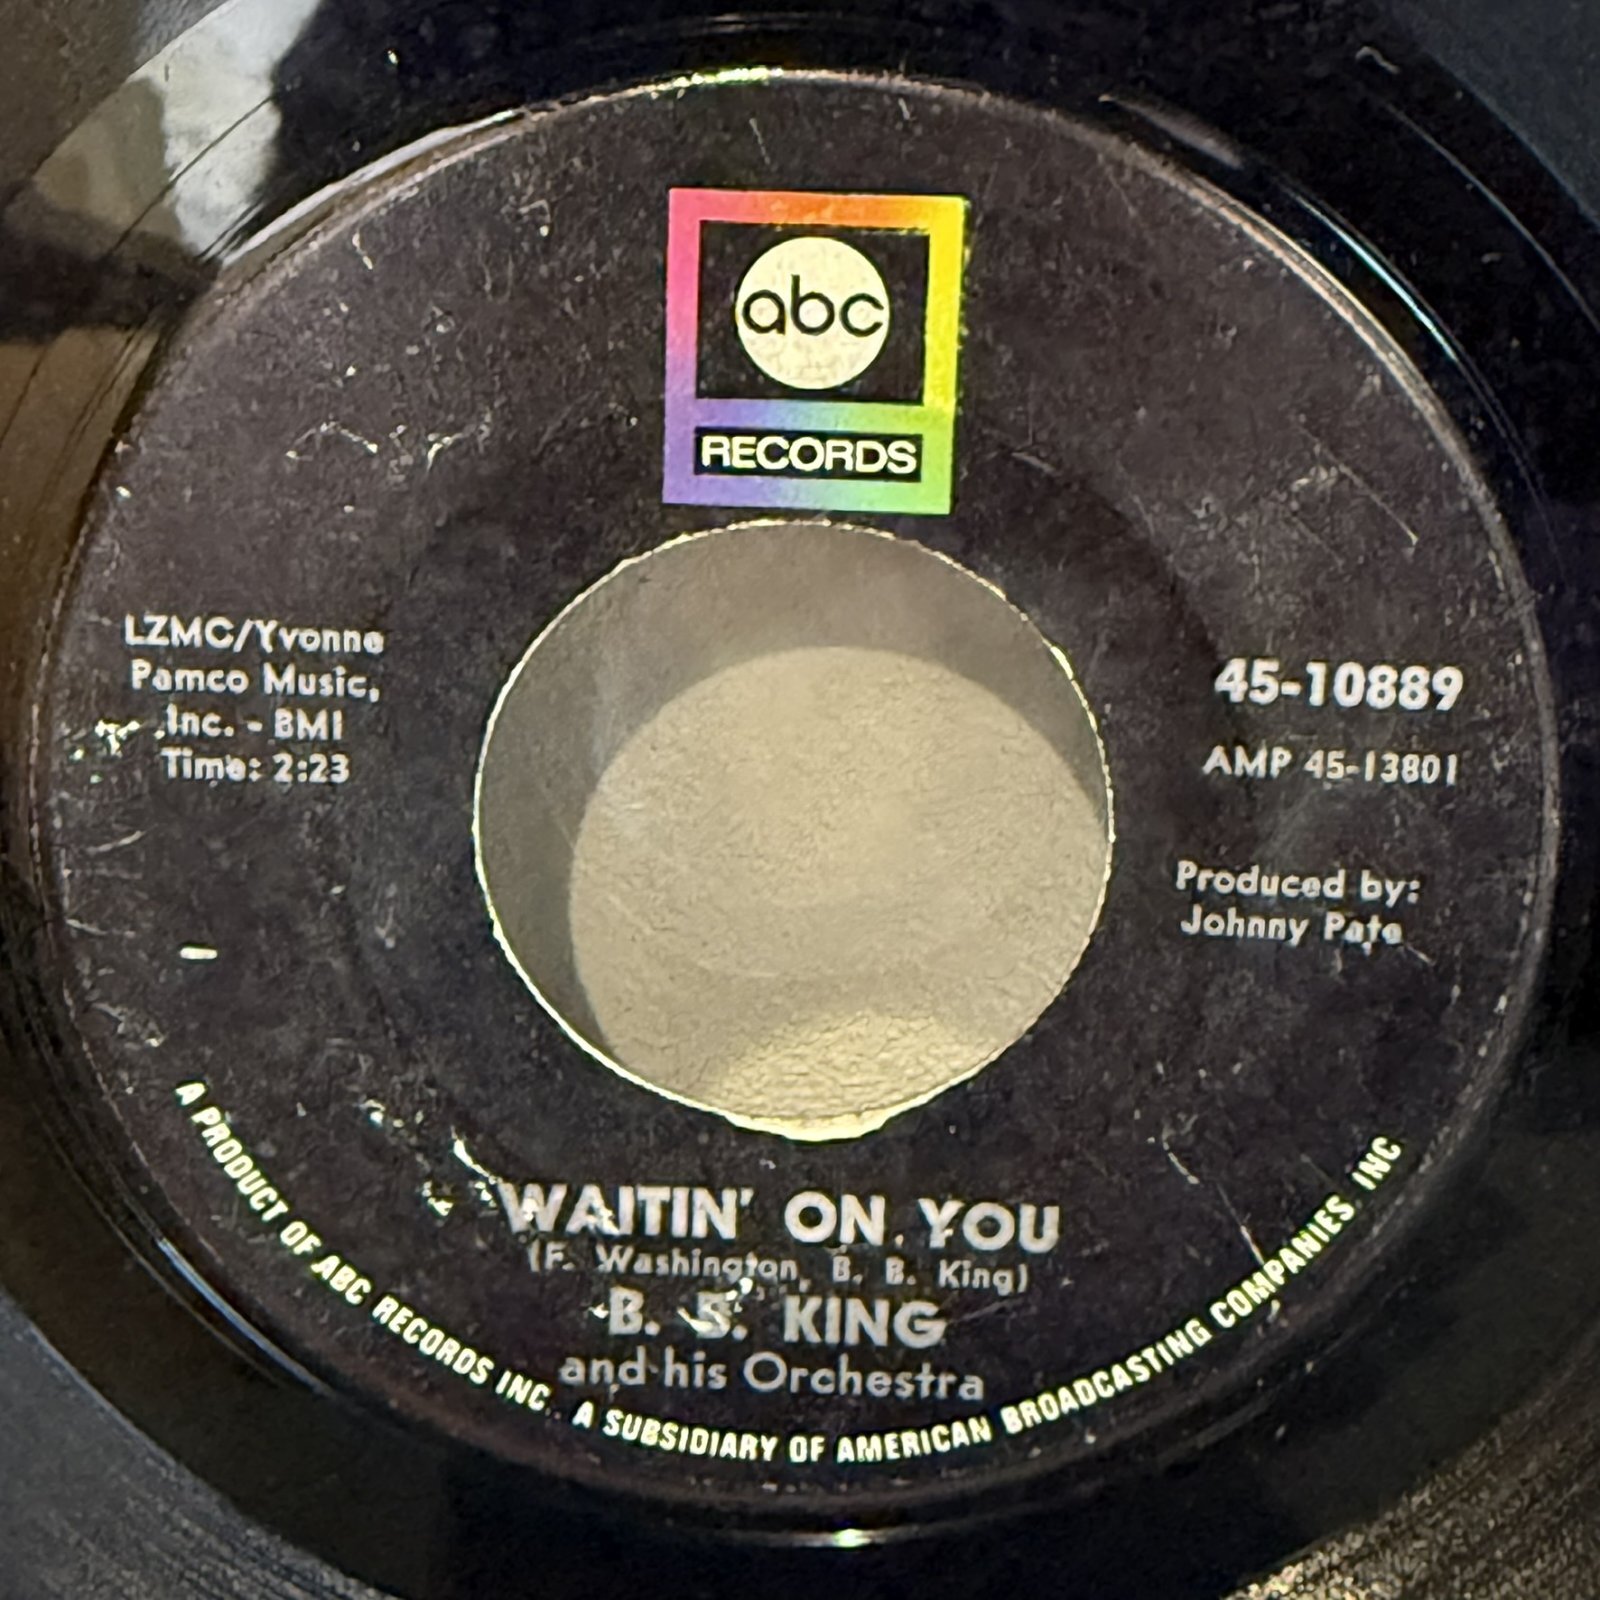 abc
RECORDS
LZMC/Yvonne
Pamco Music,
Inc. - BMI
Time: 2:23
45-10889
AMP 45-13801
Produced by:
Johnny Pate
WAITIN' ON YOU
(F. Washington, B. B. King)
B. B. KING
and his Orchestra
A PRODUCT OF ABC RECORDS INC. A SUBSIDIARY OF AMERICAN BROADCASTING COMPANIES, INC